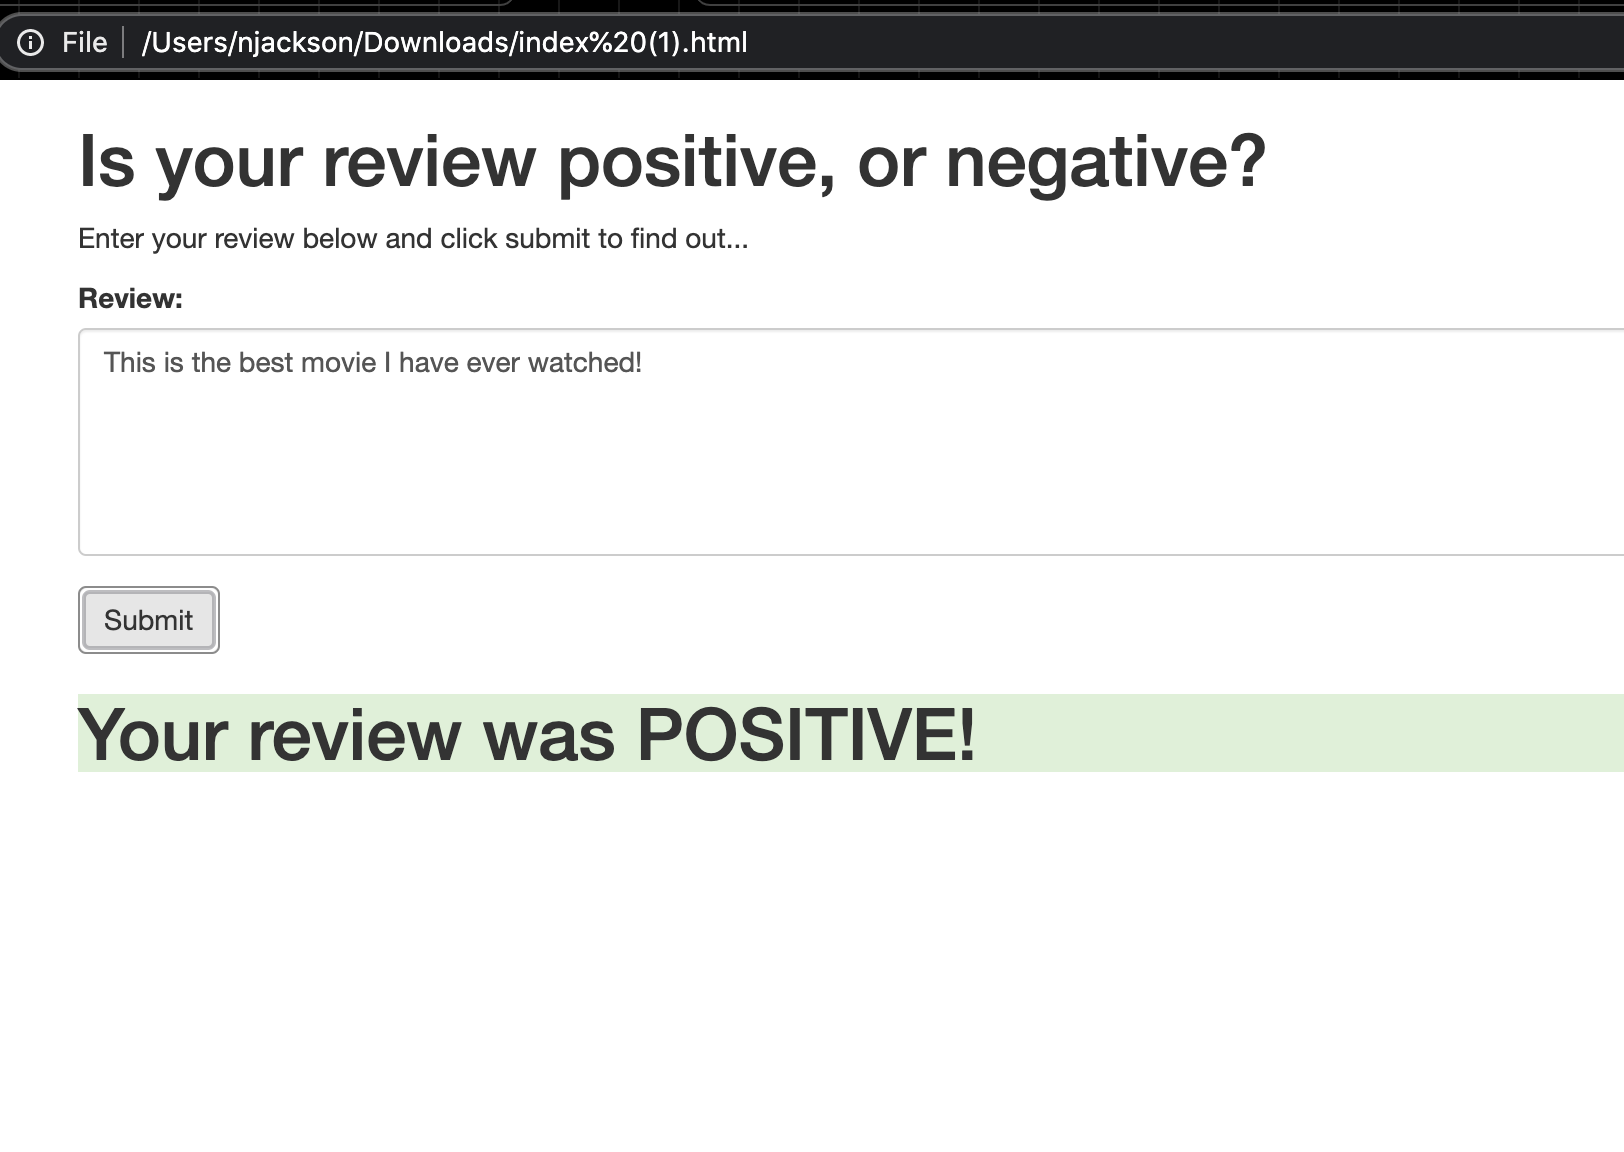 File /Users/njackson/Downloads/index%20(1).html
Is your review positive, or negative?
Enter your review below and click submit to find out...
Review:
This is the best movie I have ever watched!
Submit
Your review was POSITIVE!